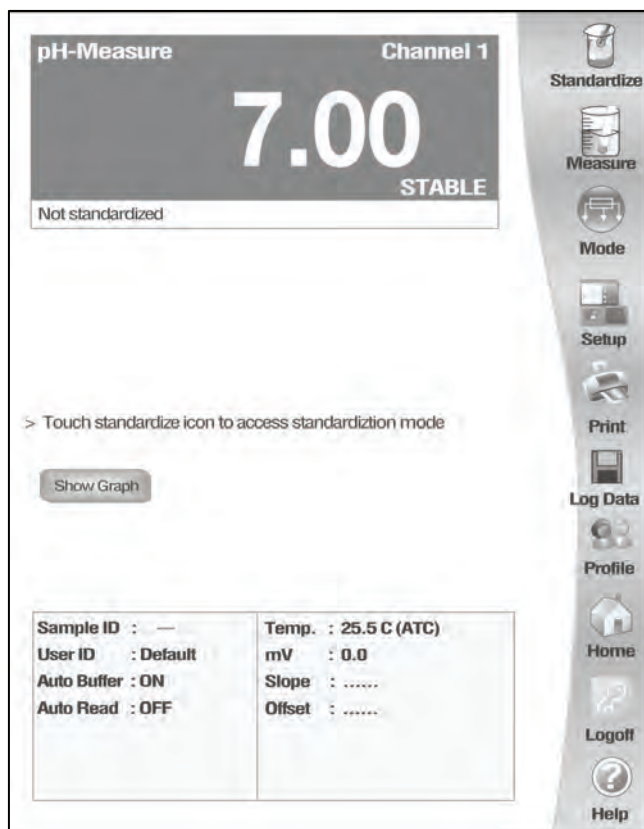 pH-Measure Channel 1
7.00
STABLE
Not standardized
> Touch standardize icon to access standardiztion mode
Show Graph
Sample ID : —
User ID : Default
Auto Buffer : ON
Auto Read : OFF
Temp. : 25.5 C (ATC)
mV : 0.0
Slope : ......
Offset : ......
Standardize
Measure
Mode
Setup
Print
Log Data
Profile
Home
Logoff
?
Help